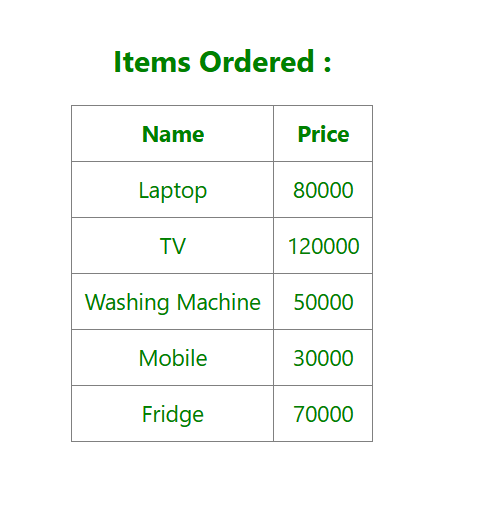 Items Ordered :
Name Price
Laptop 80000
TV 120000
Washing Machine 50000
Mobile 30000
Fridge 70000